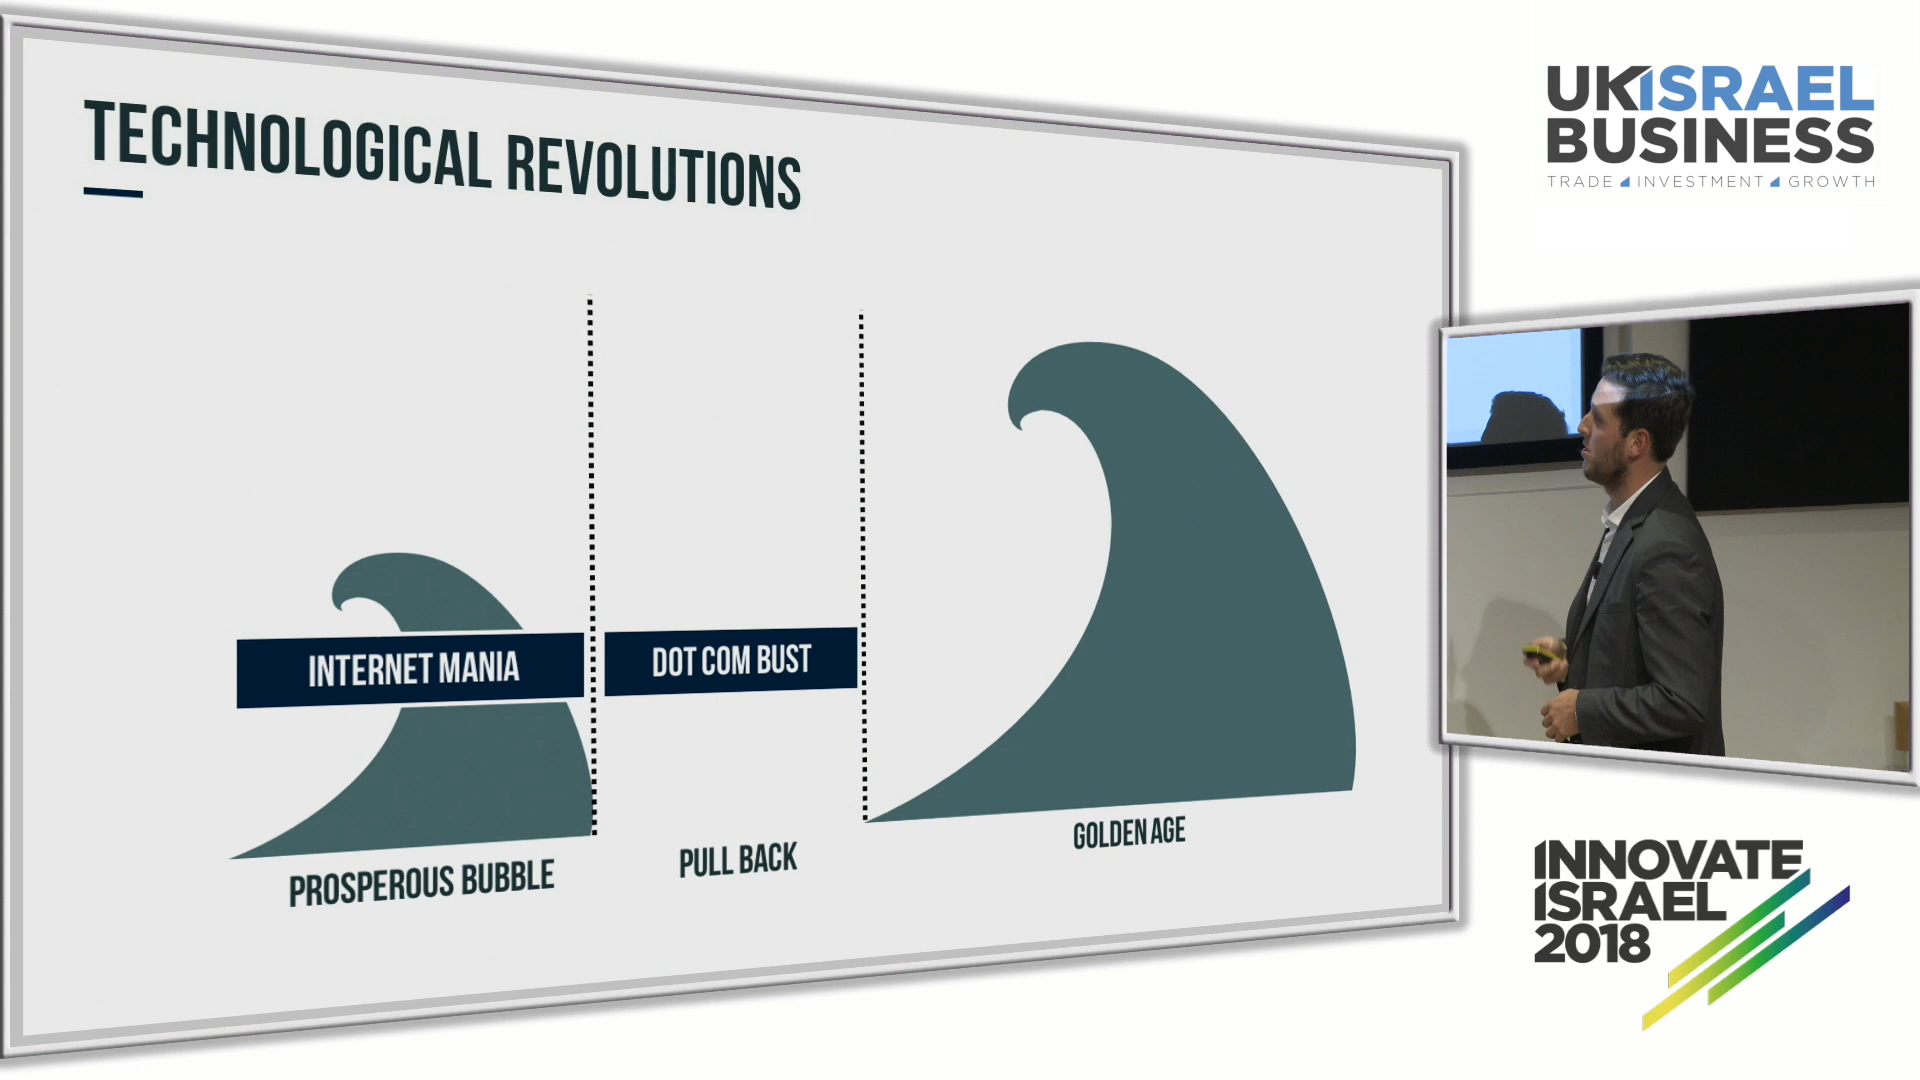 TECHNOLOGICAL REVOLUTIONS
INTERNET MANIA
DOT COM BUST
PROSPEROUS BUBBLE
PULL BACK
GOLDEN AGE
UKISRAEL
BUSINESS
TRADE INVESTMENT GROWTH
INNOVATE
ISRAEL
2018